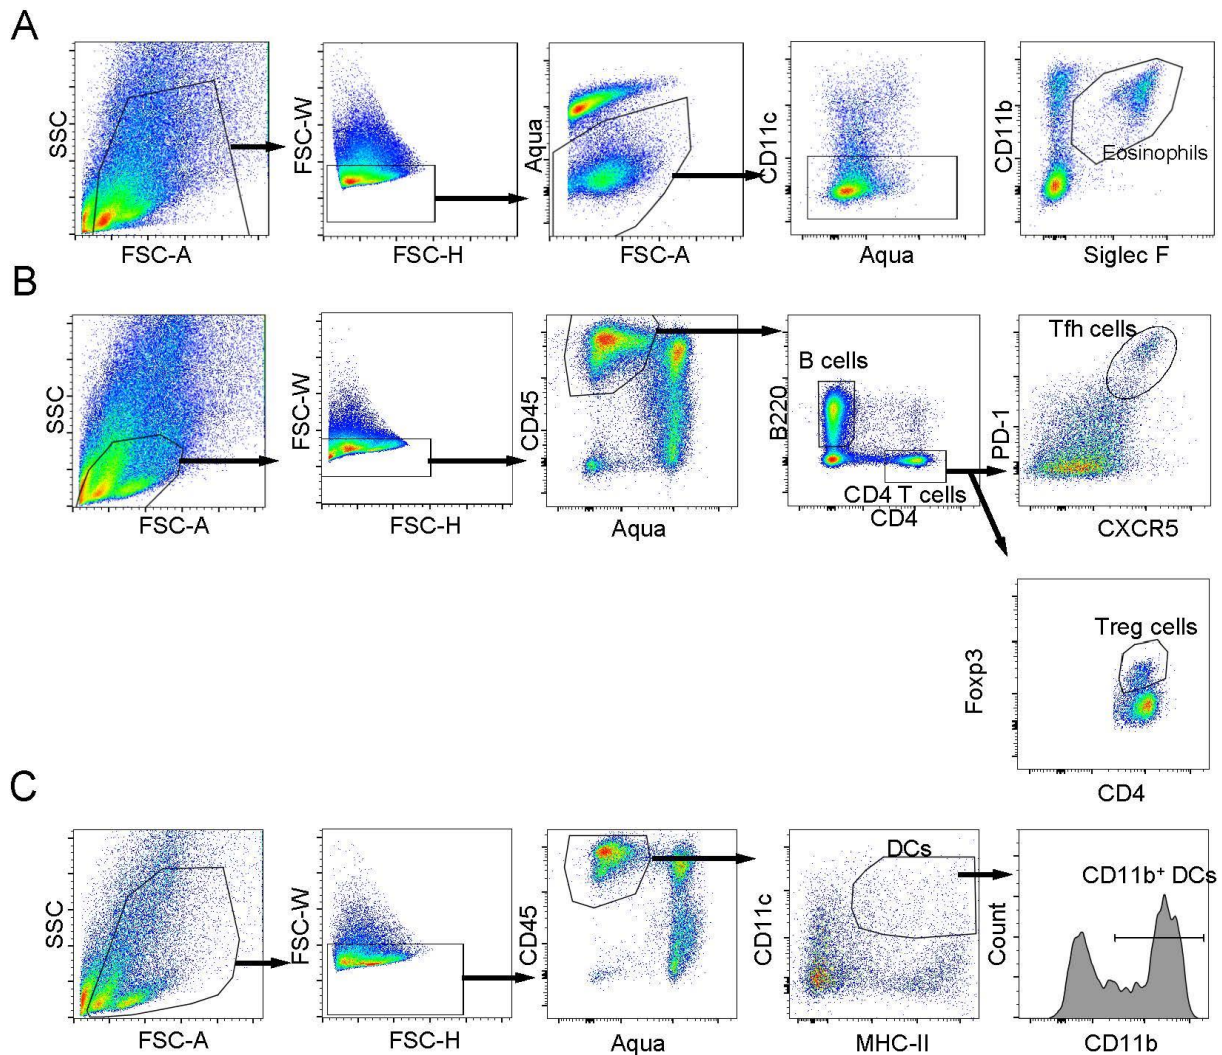 A
SSC
FSC-A
FSC-W
FSC-H
Aqua
FSC-A
CD11c
Aqua
CD11b
Eosinophils
Siglec F
B
SSC
FSC-A
FSC-W
FSC-H
CD45
Aqua
B cells
B220
CD4 T cells
CD4
Tfh cells
PD-1
CXCR5
Treg cells
Foxp3
CD4
C
SSC
FSC-A
FSC-W
FSC-H
CD45
Aqua
DCs
CD11c
MHC-II
CD11b⁺ DCs
Count
CD11b